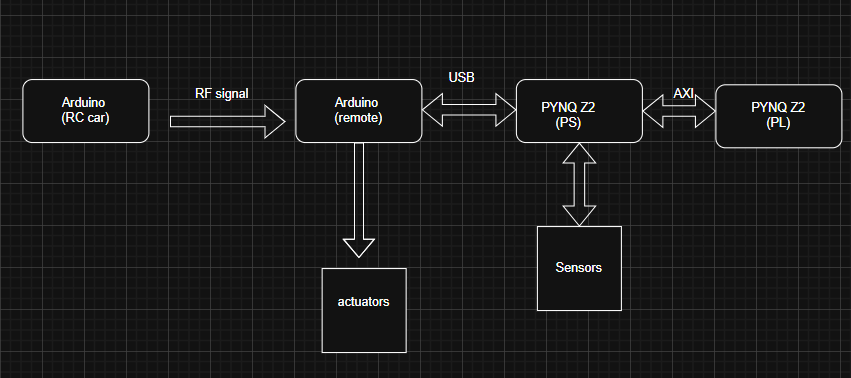 Arduino
(RC car)
RF signal
Arduino
(remote)
USB
PYNQ Z2
(PS)
AXI
PYNQ Z2
(PL)
actuators
Sensors